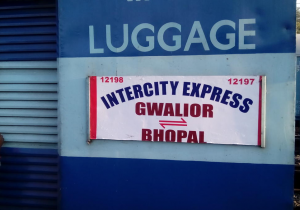 LUGGAGE
12198 12197
INTERCITY EXPRESS
GWALIOR
⇌
BHOPAL